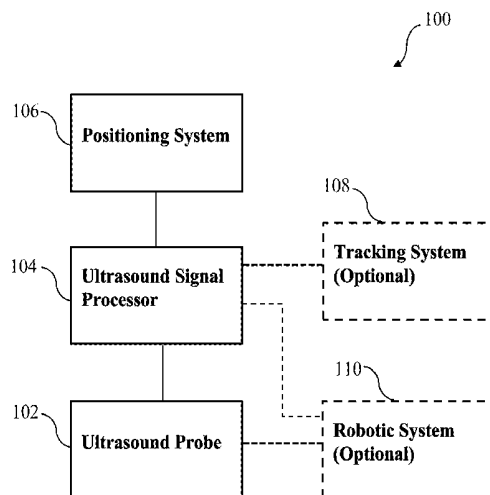 100
106
Positioning System
108
Tracking System
(Optional)
104
Ultrasound Signal
Processor
110
102
Ultrasound Probe
Robotic System
(Optional)